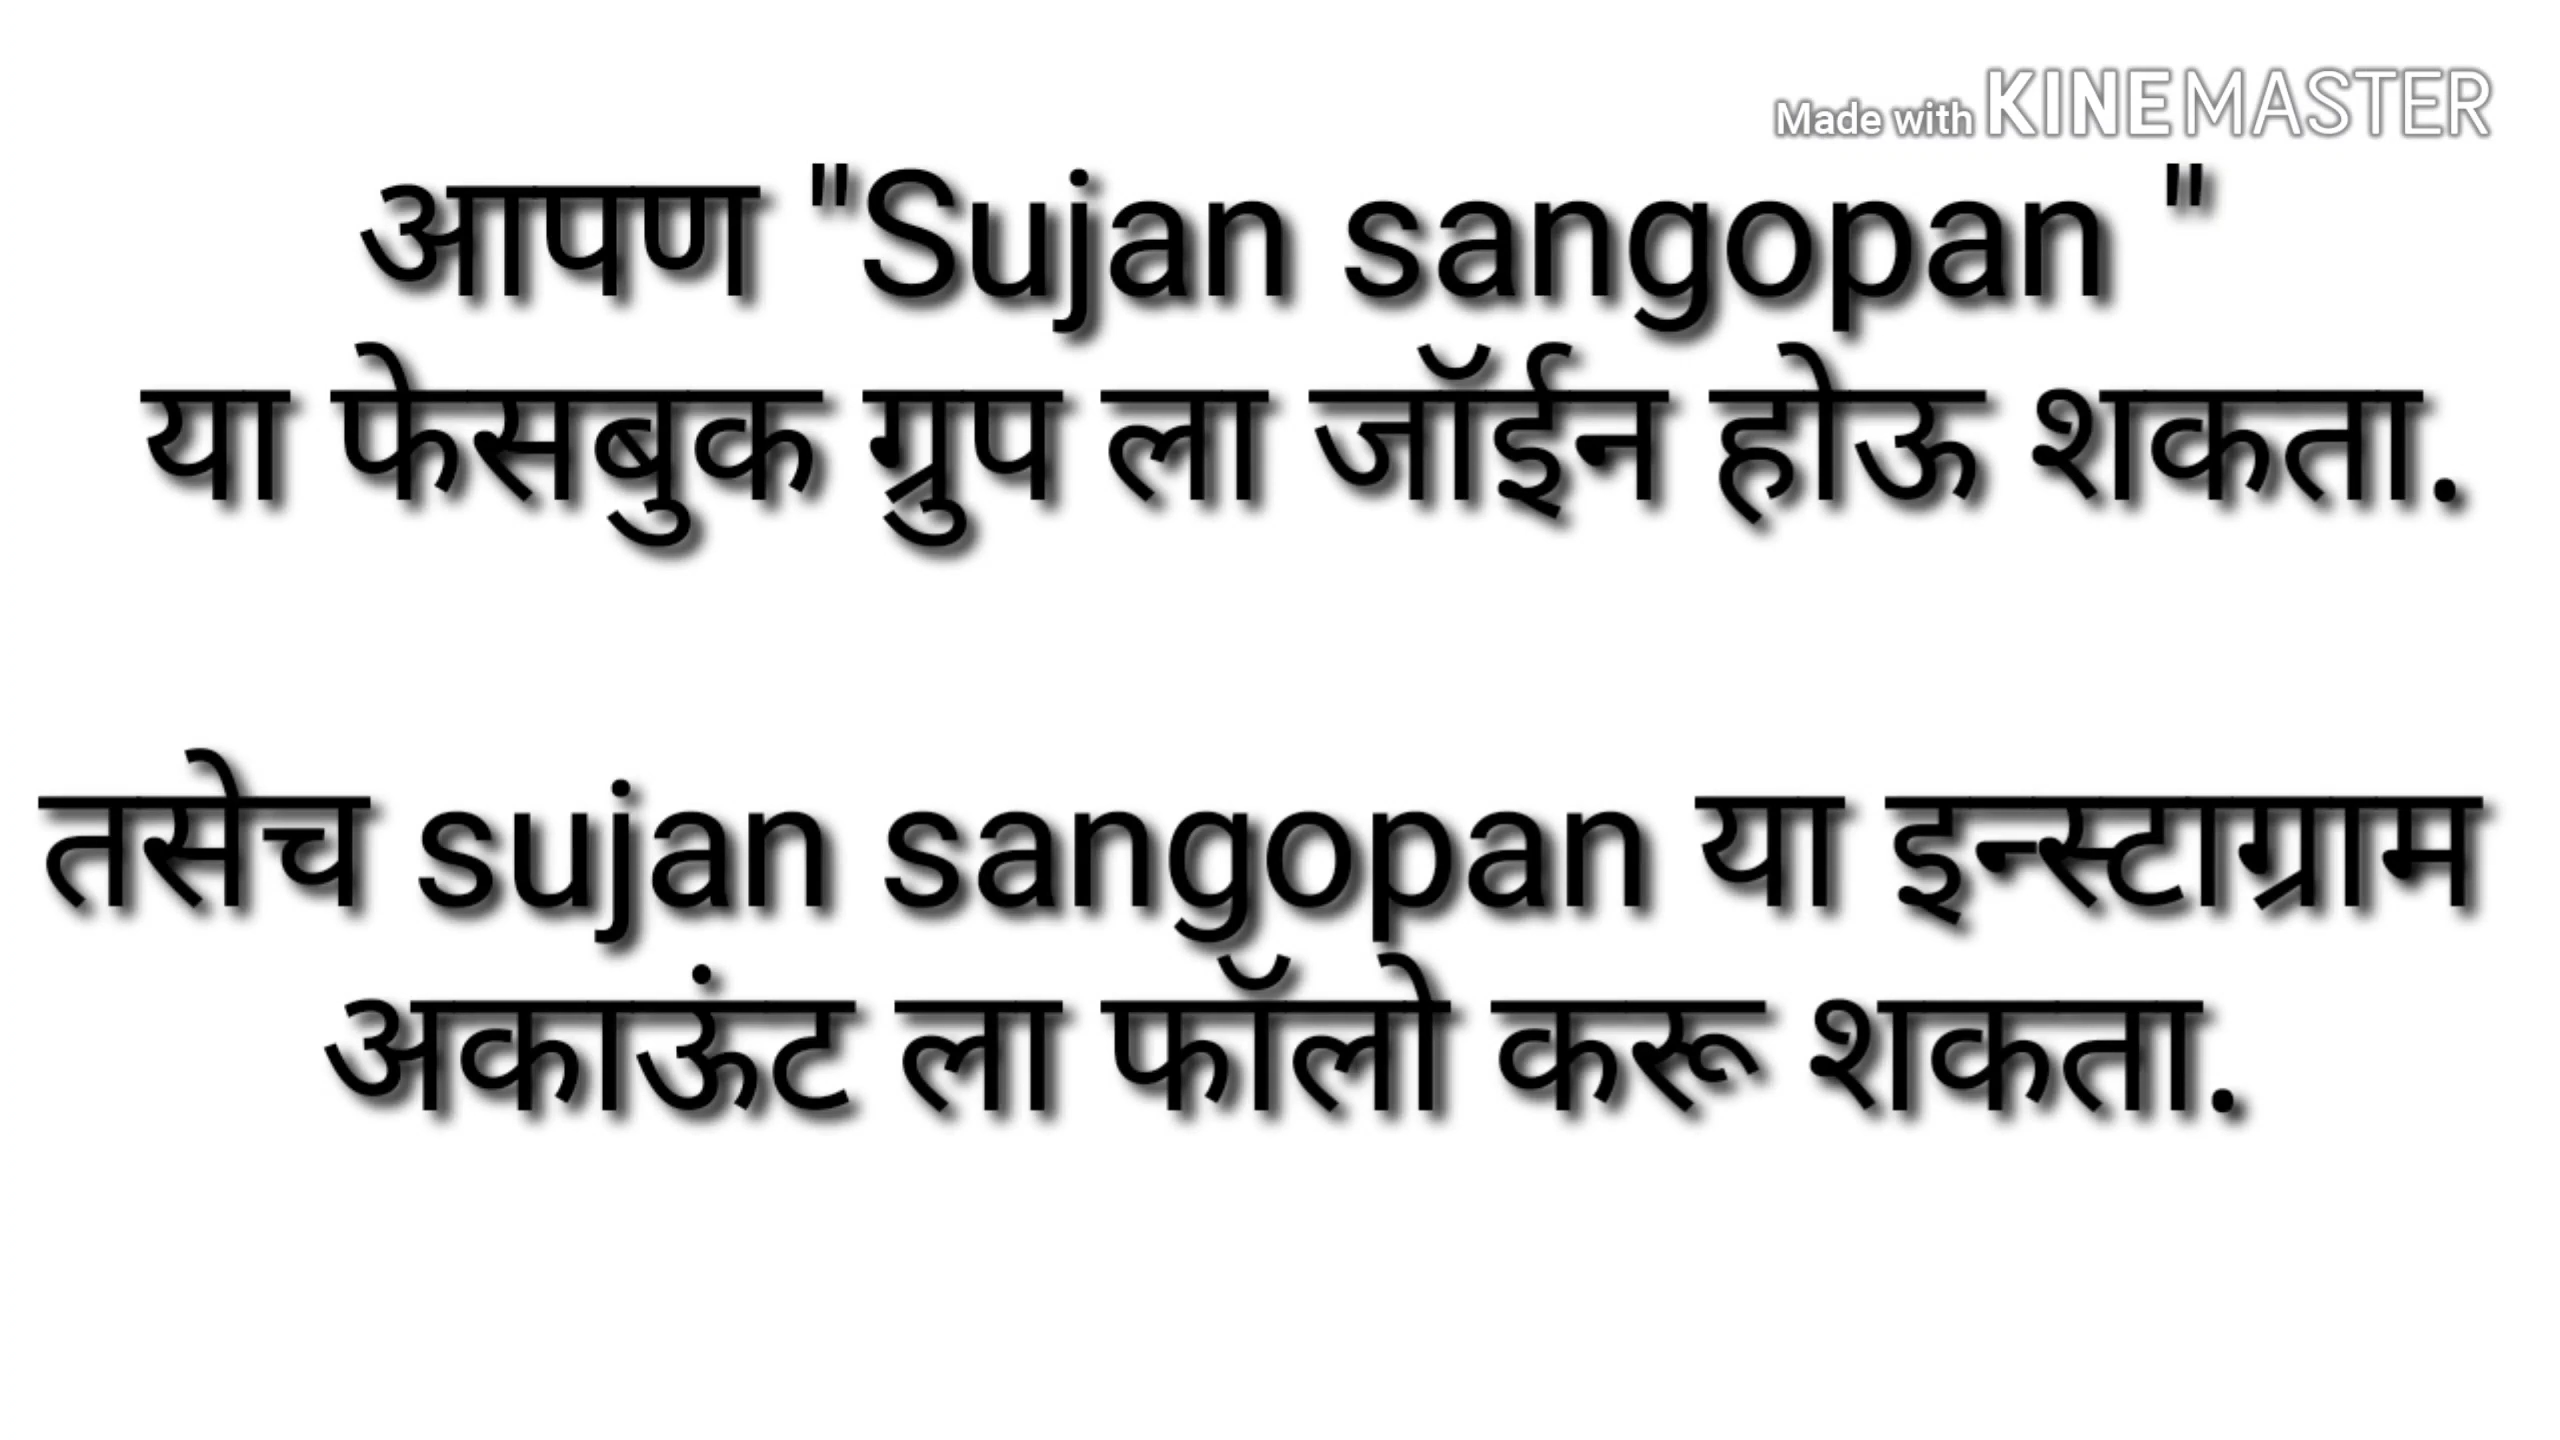 Made with KINEMASTER
आपण "Sujan sangopan "
या फेसबुक ग्रुप ला जॉईन होऊ शकता.
तसेच sujan sangopan या इन्स्टाग्राम
अकाऊंट ला फॉलो करू शकता.